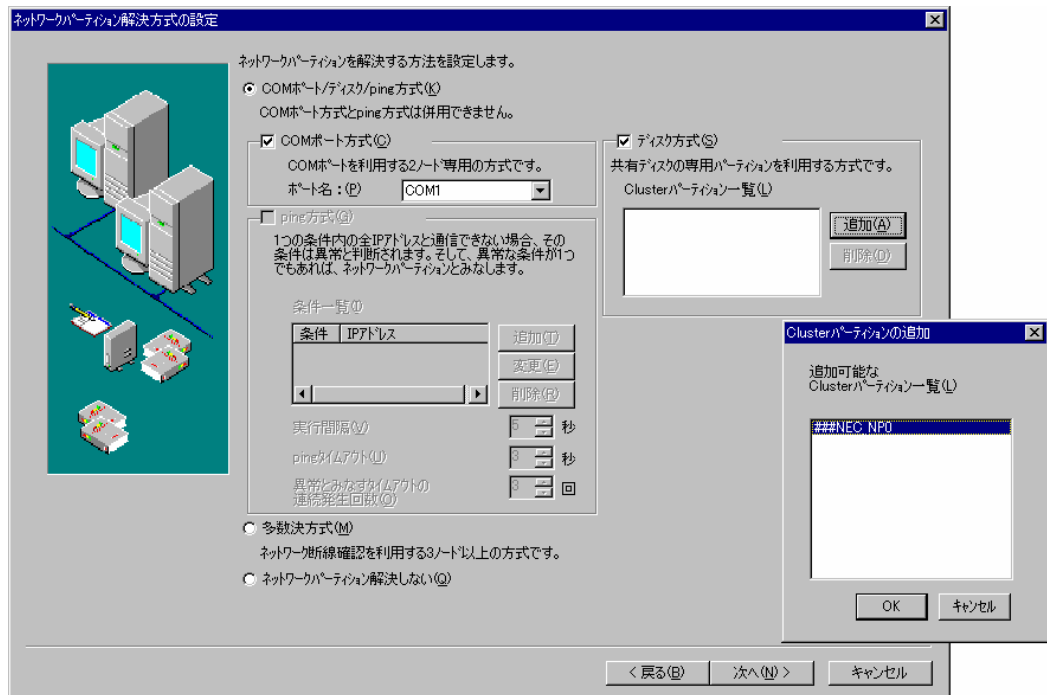 ネットワークパーティション解決方式の設定
ネットワークパーティションを解決する方法を設定します。
COMポート/ディスク/ping方式(K)
COMポート方式とping方式は併用できません。
COMポート方式(C)
COMポートを利用する2ノード専用の方式です。
ポート名：(P)
COM1
ping方式(G)
1つの条件内の全IPアドレスと通信できない場合、その
条件は異常と判断されます。そして、異常な条件が1つ
でもあれば、ネットワークパーティションとみなします。
条件一覧(I)
条件 IPアドレス
追加(T)
変更(E)
削除(R)
実行間隔(V)
5 秒
pingタイムアウト(U)
3 秒
異常とみなすタイムアウトの
連続発生回数(O)
3 回
ディスク方式(S)
共有ディスクの専用パーティションを利用する方式です。
Clusterパーティション一覧(L)
追加(A)
削除(D)
多数決方式(M)
ネットワーク断線確認を利用する3ノード以上の方式です。
ネットワークパーティション解決しない(Q)
Clusterパーティションの追加
追加可能な
Clusterパーティション一覧(L)
###NEC_NP0
OK
キャンセル
< 戻る(B)
次へ(N) >
キャンセル